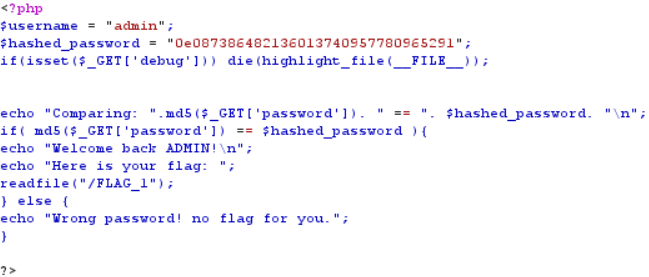 <?php
$username = "admin";
$hashed_password = "0e087386482136013740957780965291";
if(isset($_GET['debug'])) die(highlight_file(__FILE__));
echo "Comparing: ".md5($_GET['password']). " == ". $hashed_password. "\n";
if( md5($_GET['password']) == $hashed_password ){
echo "Welcome back ADMIN!\n";
echo "Here is your flag: ";
readfile("/FLAG_1");
} else {
echo "Wrong password! no flag for you.";
}
?>